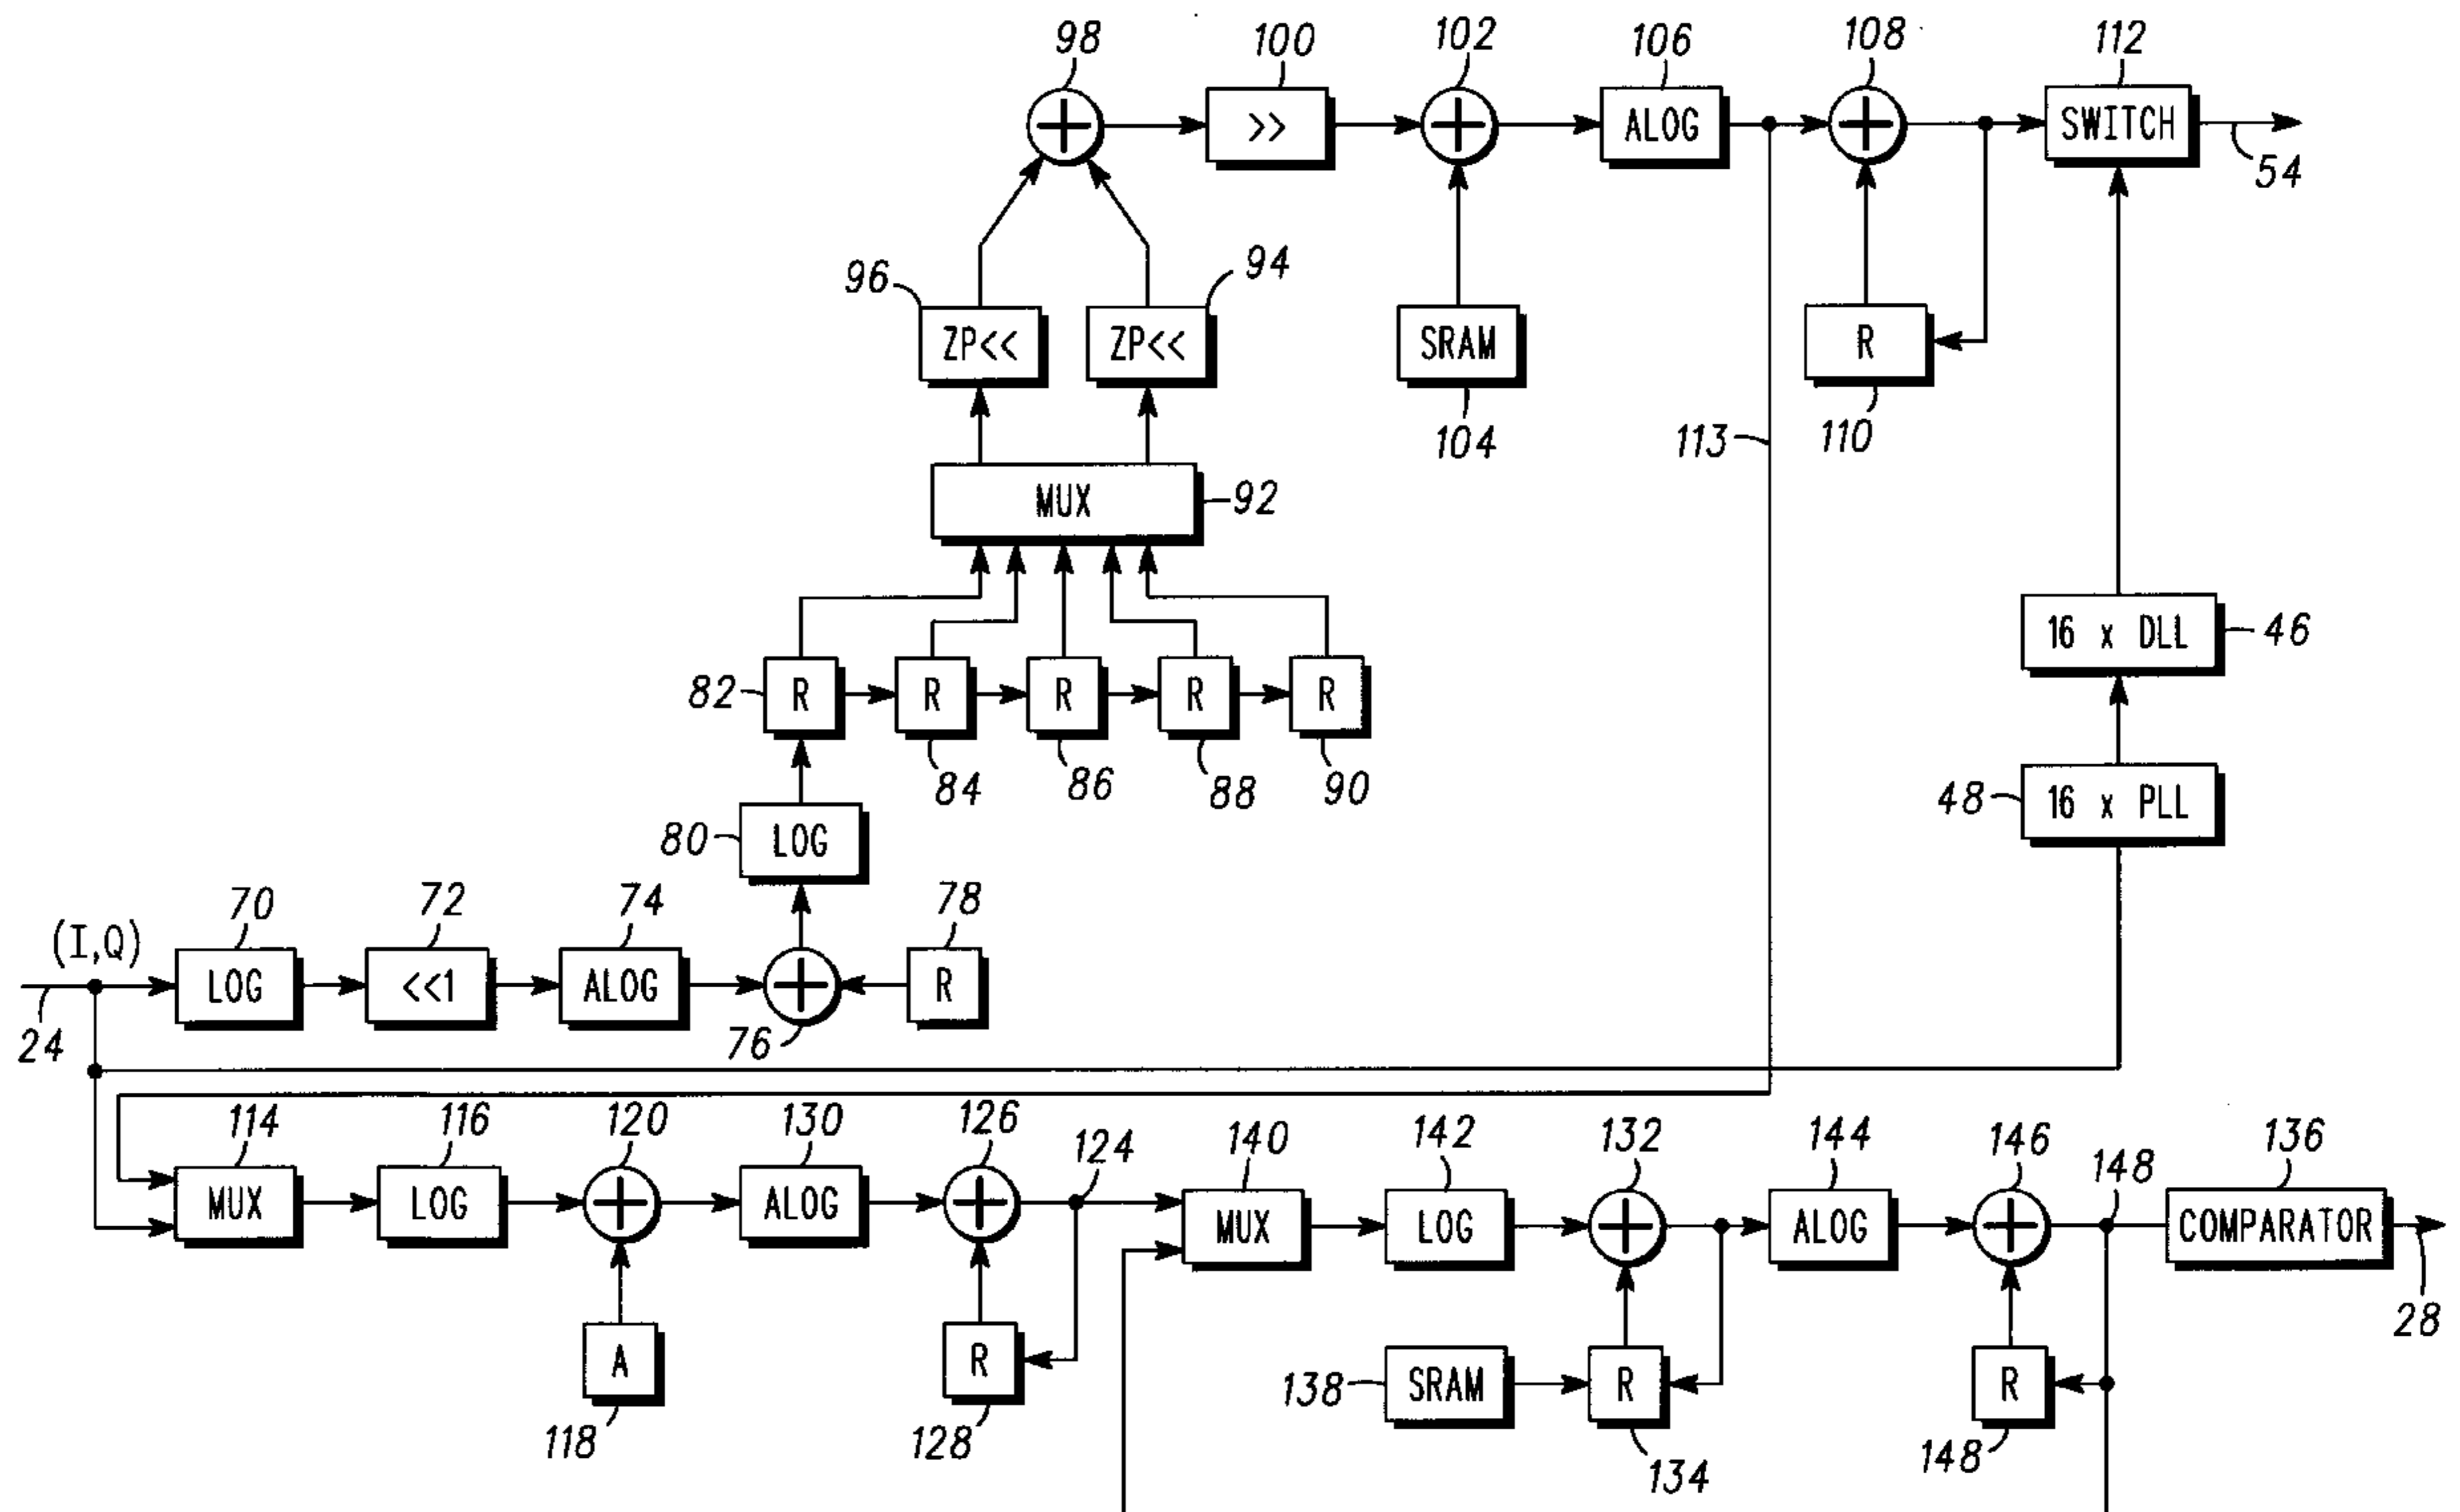 98
100
102
106
108
112
+
>>
+
ALOG
+
SWITCH
54
96
94
ZP<<
ZP<<
SRAM
R
104
113
110
MUX
92
16 x DLL
46
82
R
R
R
R
R
84
86
88
90
48
16 x PLL
80
LOG
(I,Q)
70
72
74
78
LOG
<<1
ALOG
+
R
24
76
114
116
120
130
126
124
140
142
132
144
146
148
136
MUX
LOG
+
ALOG
+
MUX
LOG
+
ALOG
+
COMPARATOR
28
A
R
138
SRAM
R
R
118
128
134
148